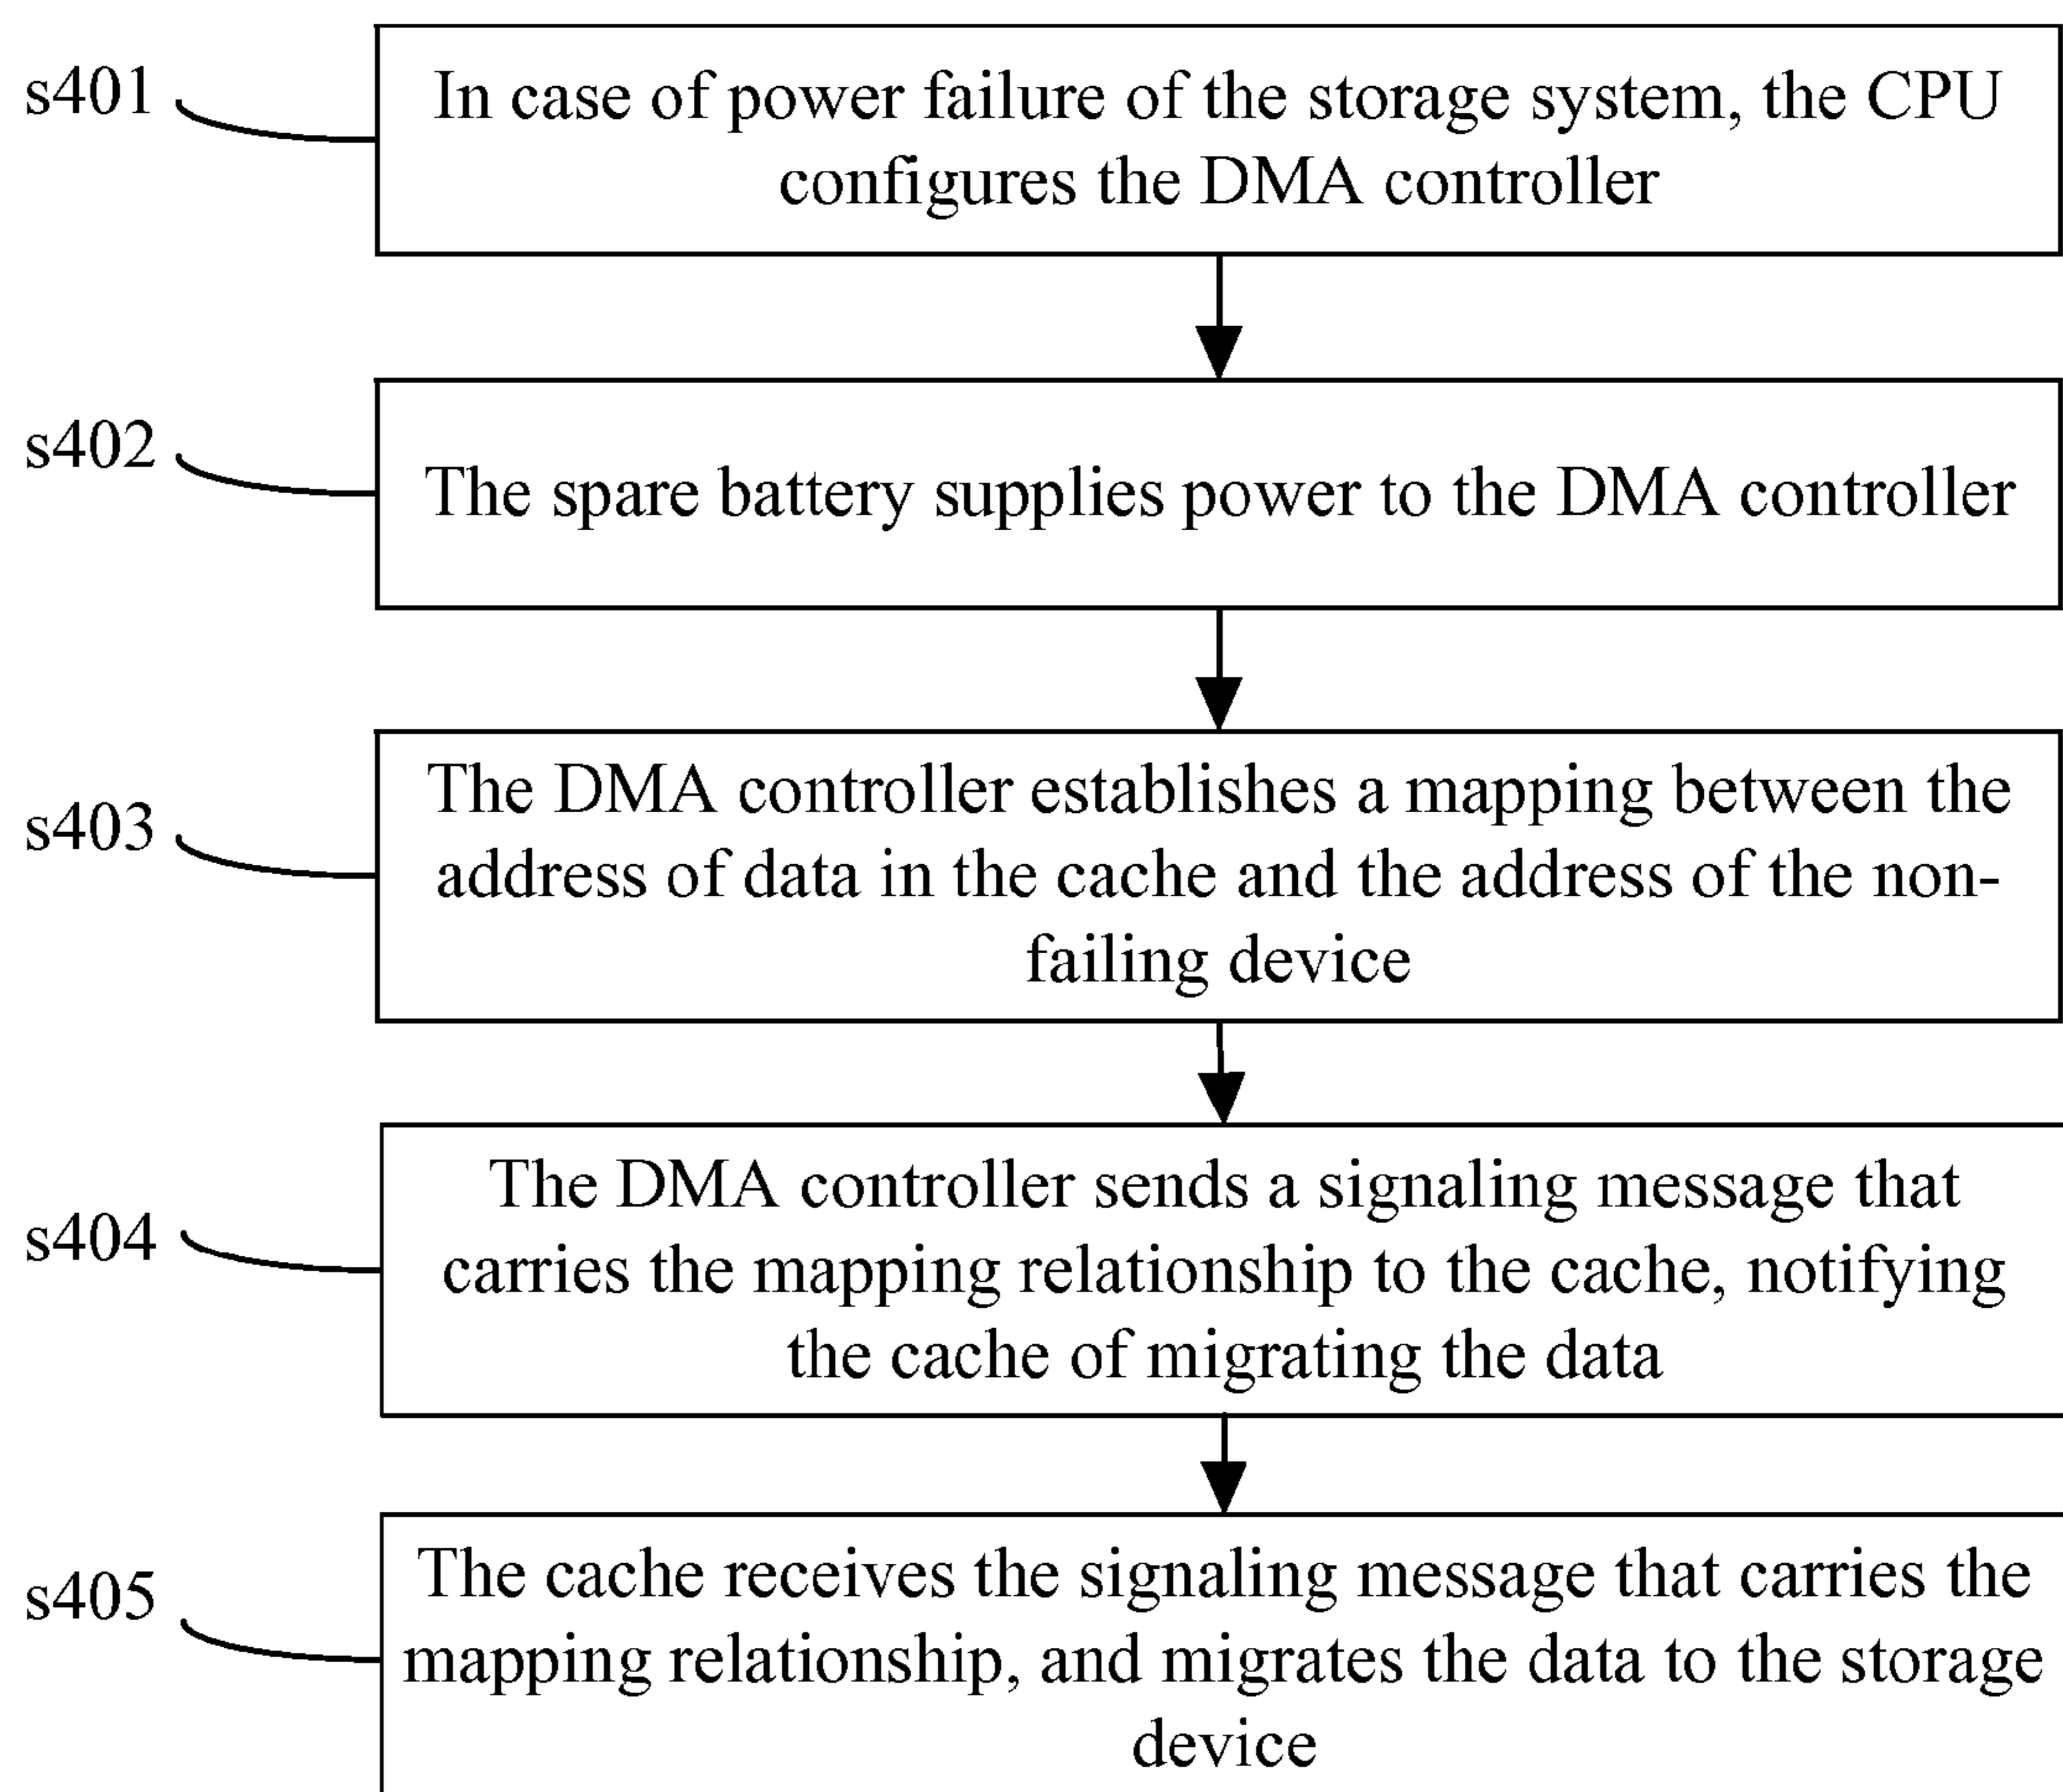 s401
In case of power failure of the storage system, the CPU
configures the DMA controller
s402
The spare battery supplies power to the DMA controller
s403
The DMA controller establishes a mapping between the
address of data in the cache and the address of the non-
failing device
s404
The DMA controller sends a signaling message that
carries the mapping relationship to the cache, notifying
the cache of migrating the data
s405
The cache receives the signaling message that carries the
mapping relationship, and migrates the data to the storage
device